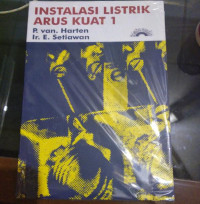 INSTALASI LISTRIK
ARUS KUAT 1
P. van. Harten
Ir. E. Setiawan